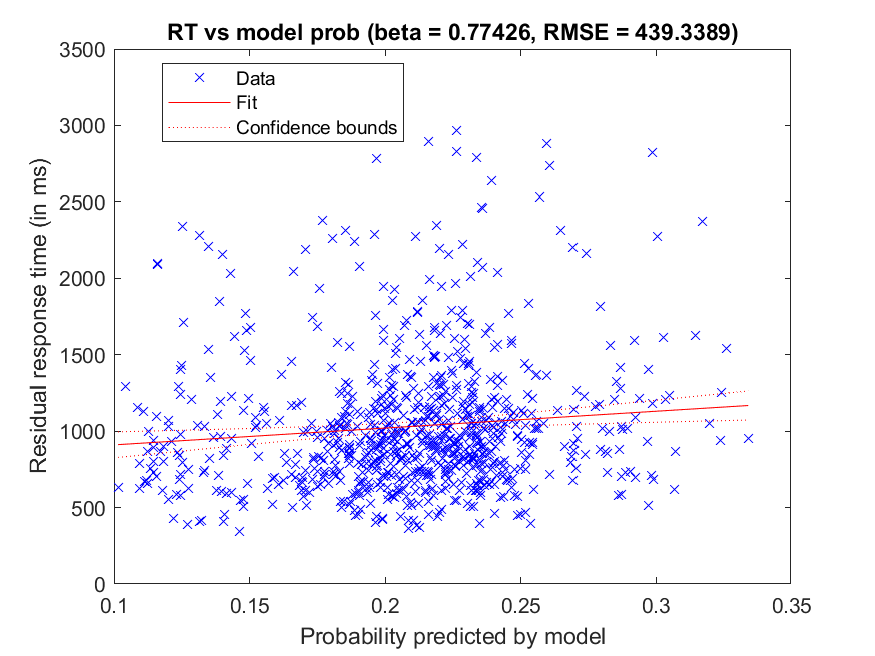 RT vs model prob (beta = 0.77426, RMSE = 439.3389)
3500
3000
2500
2000
1500
1000
500
0
Residual response time (in ms)
Data
Fit
Confidence bounds
0.1
0.15
0.2
0.25
0.3
0.35
Probability predicted by model